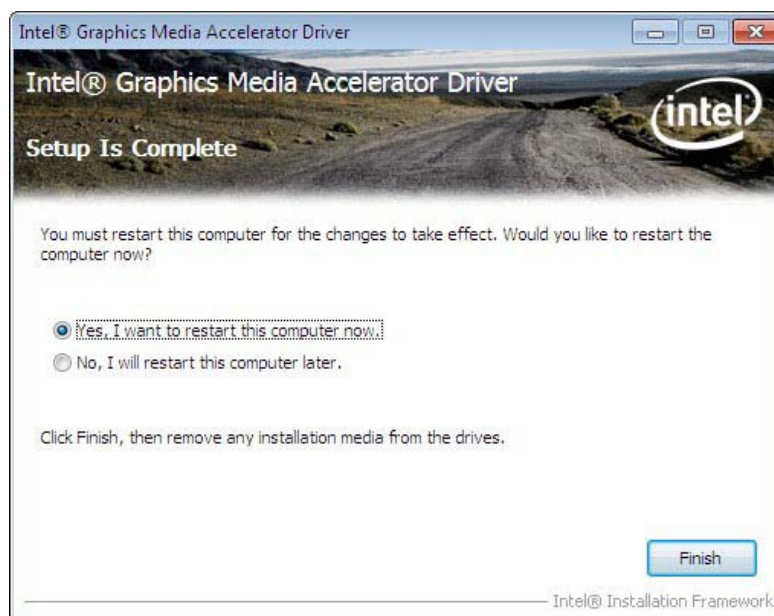 Intel® Graphics Media Accelerator Driver
Intel® Graphics Media Accelerator Driver
intel
Setup Is Complete
You must restart this computer for the changes to take effect. Would you like to restart the
computer now?
Yes, I want to restart this computer now.
No, I will restart this computer later.
Click Finish, then remove any installation media from the drives.
Finish
Intel® Installation Framework